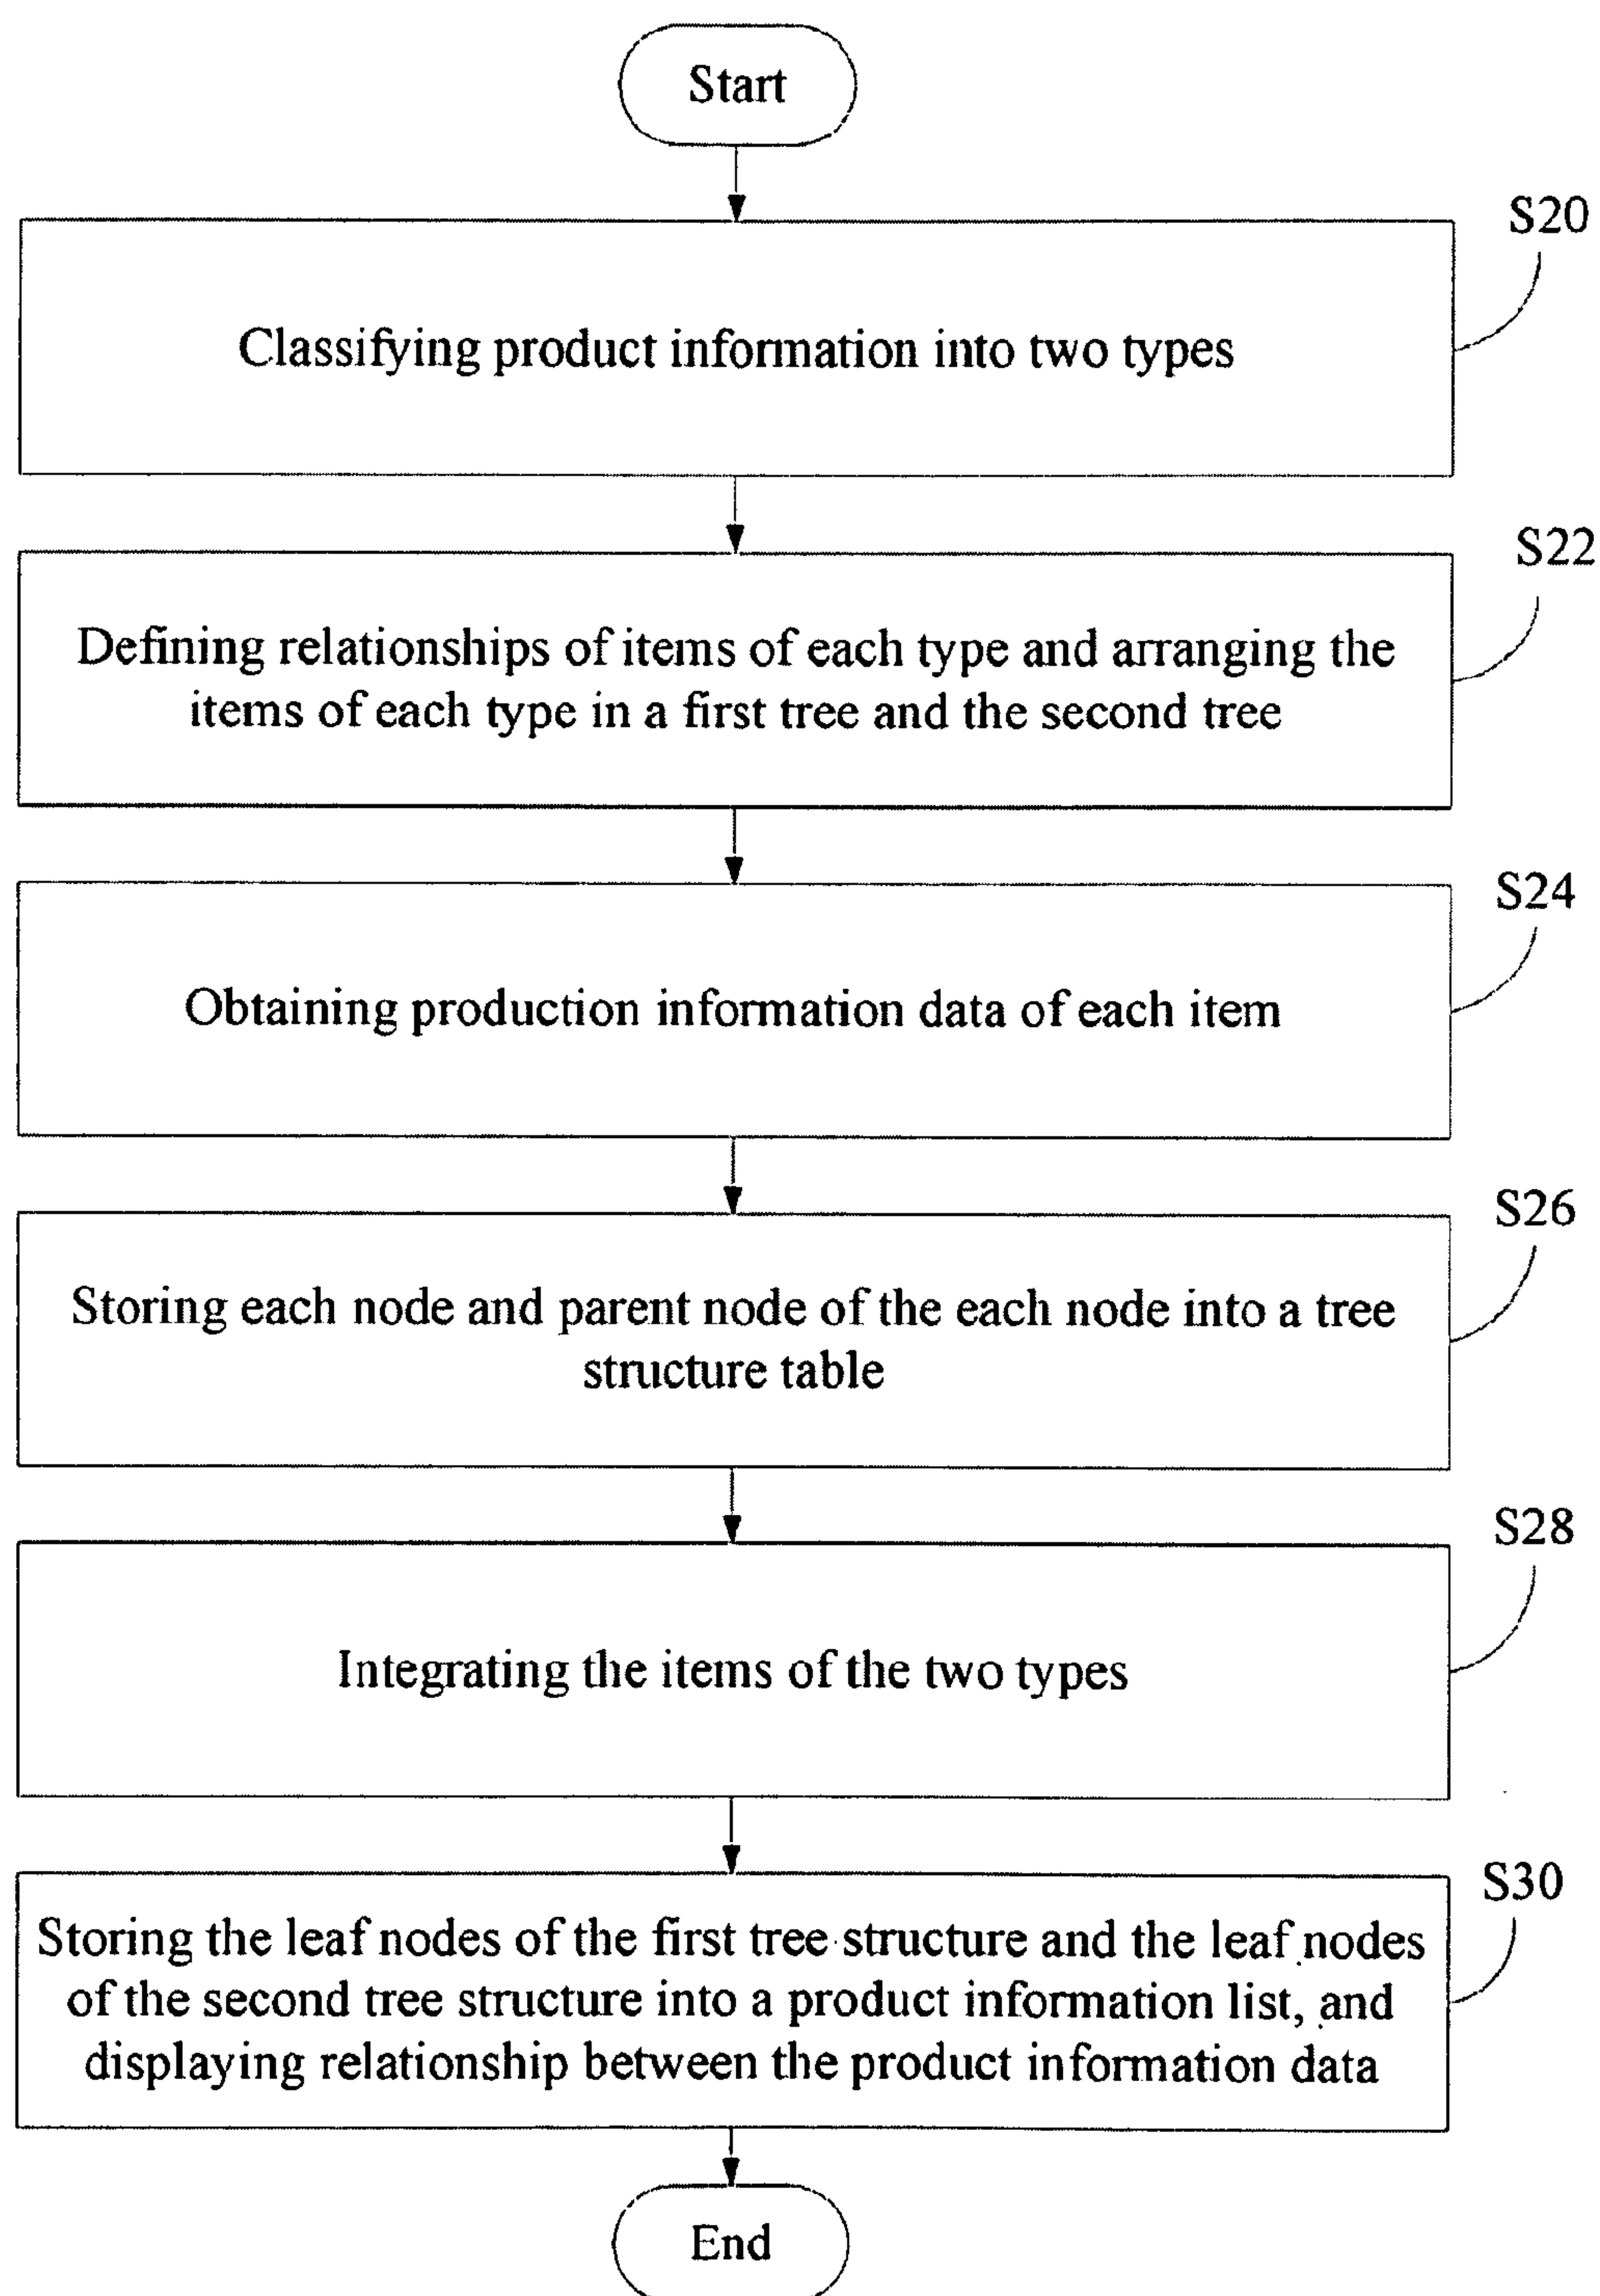 Start
S20
Classifying product information into two types
S22
Defining relationships of items of each type and arranging the
items of each type in a first tree and the second tree
S24
Obtaining production information data of each item
S26
Storing each node and parent node of the each node into a tree
structure table
S28
Integrating the items of the two types
S30
Storing the leaf nodes of the first tree structure and the leaf nodes
of the second tree structure into a product information list, and
displaying relationship between the product information data
End